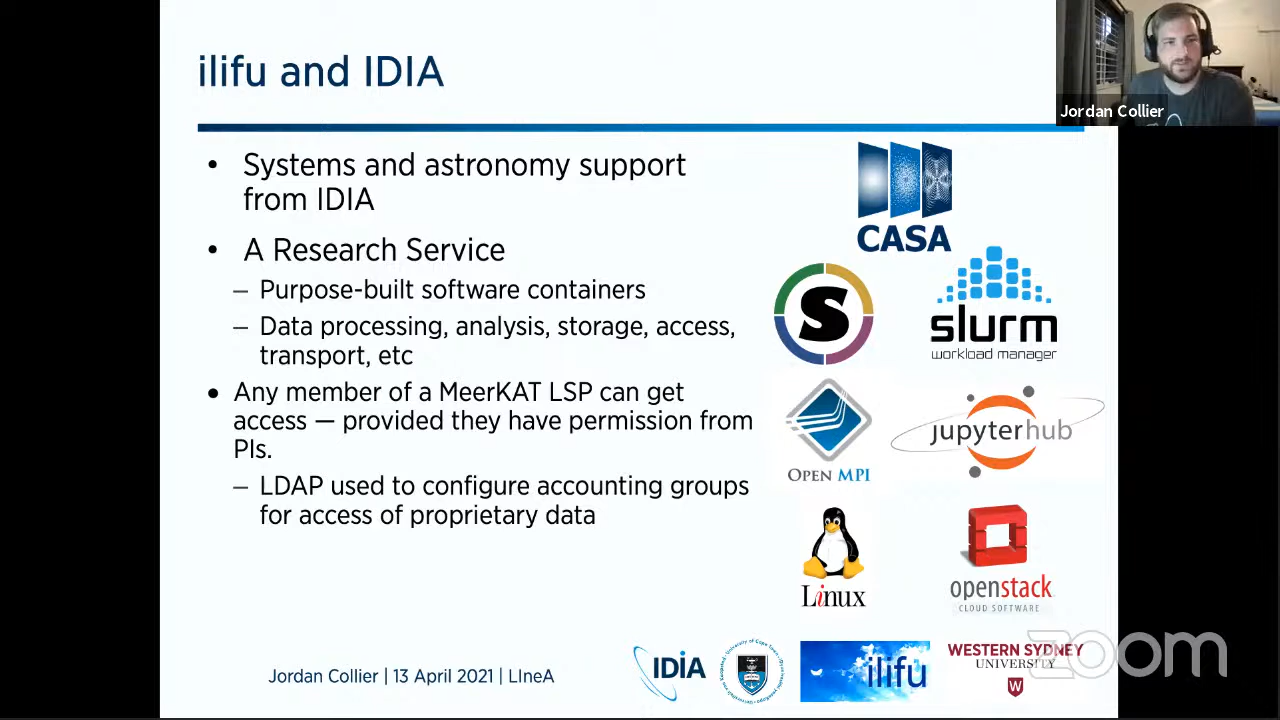 ilifu and IDIA
Jordan Collier
• Systems and astronomy support
from IDIA
• A Research Service
– Purpose-built software containers
– Data processing, analysis, storage, access,
transport, etc
• Any member of a MeerKAT LSP can get
access — provided they have permission from
PIs.
– LDAP used to configure accounting groups
for access of proprietary data
CASA
S
slurm
workload manager
OPEN MPI
jupyterhub
Linux
openstack
CLOUD SOFTWARE
Jordan Collier | 13 April 2021 | LIneA
IDIA
ilifu
WESTERN SYDNEY
UNIVERSITY
W
zoom